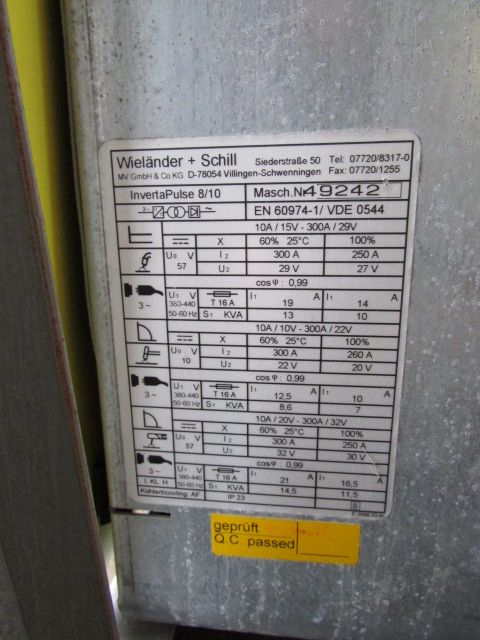 Wieländer + Schill Siederstraße 50 Tel: 07720/8317-0
MV GmbH & Co.KG D-78054 Villingen-Schwenningen Fax: 07720/1255
InvertaPulse 8/10 Masch.Nr 49242
3~ EN 60974-1/ VDE 0544
10A / 15V - 300A / 29V
X 60% 25°C 100%
U0 V 57 I2 300 A 250 A
U2 29 V 27 V
cos φ : 0,99
3~ U1 V 380-440 50-60 Hz T 16 A I1 19 A I1 14 A
S1 KVA 13 10
10A / 10V - 300A / 22V
X 60% 25°C 100%
U0 V 10 I2 300 A 260 A
U2 22 V 20 V
cos φ : 0,99
3~ U1 V 380-440 50-60 Hz T 16 A I1 12,5 A I1 10 A
S1 KVA 8,6 7
10A / 20V - 300A / 32V
X 60% 25°C 100%
U0 V 57 I2 300 A 250 A
U2 32 V 30 V
cos φ : 0,99
3~ U1 V 380-440 50-60 Hz T 16 A I1 21 A I1 16,5 A
I. KL H S1 KVA 14,5 11,5
Kühlart/cooling AF IP 23 S
geprüft
Q.C. passed